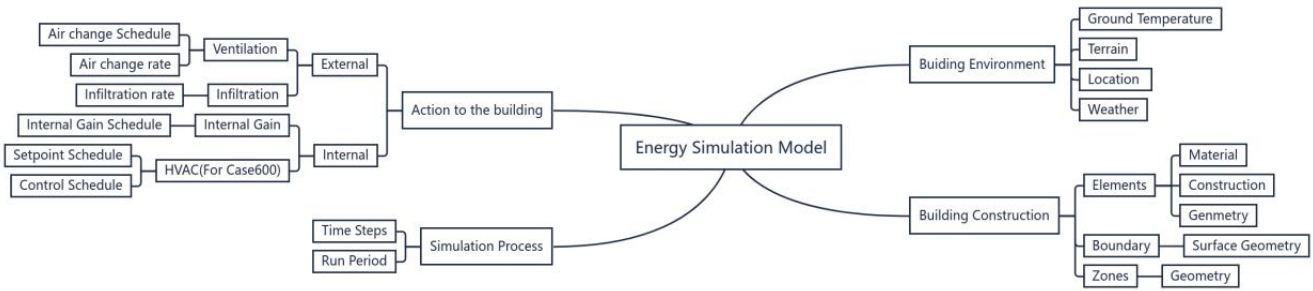 Energy Simulation Model
Action to the building
External
Ventilation
Air change Schedule
Air change rate
Infiltration
Infiltration rate
Internal
Internal Gain
Internal Gain Schedule
HVAC(For Case600)
Setpoint Schedule
Control Schedule
Simulation Process
Time Steps
Run Period
Buiding Environment
Ground Temperature
Terrain
Location
Weather
Building Construction
Elements
Material
Construction
Genmetry
Boundary
Surface Geometry
Zones
Geometry